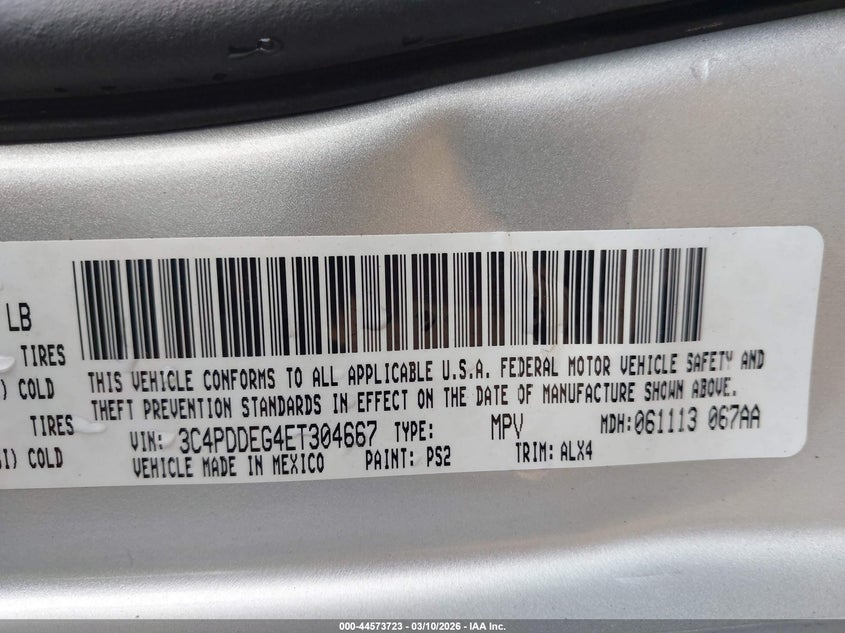 LB
TIRES
) COLD
TIRES
SI) COLD
THIS VEHICLE CONFORMS TO ALL APPLICABLE U.S.A. FEDERAL MOTOR VEHICLE SAFETY AND
THEFT PREVENTION STANDARDS IN EFFECT ON THE DATE OF MANUFACTURE SHOWN ABOVE.
VIN: 3C4PDDEG4ET304667 TYPE: MPV MDH:061113 067AA
VEHICLE MADE IN MEXICO PAINT: PS2 TRIM: ALX4
000-44573723 — 03/10/2026 — IAA Inc.